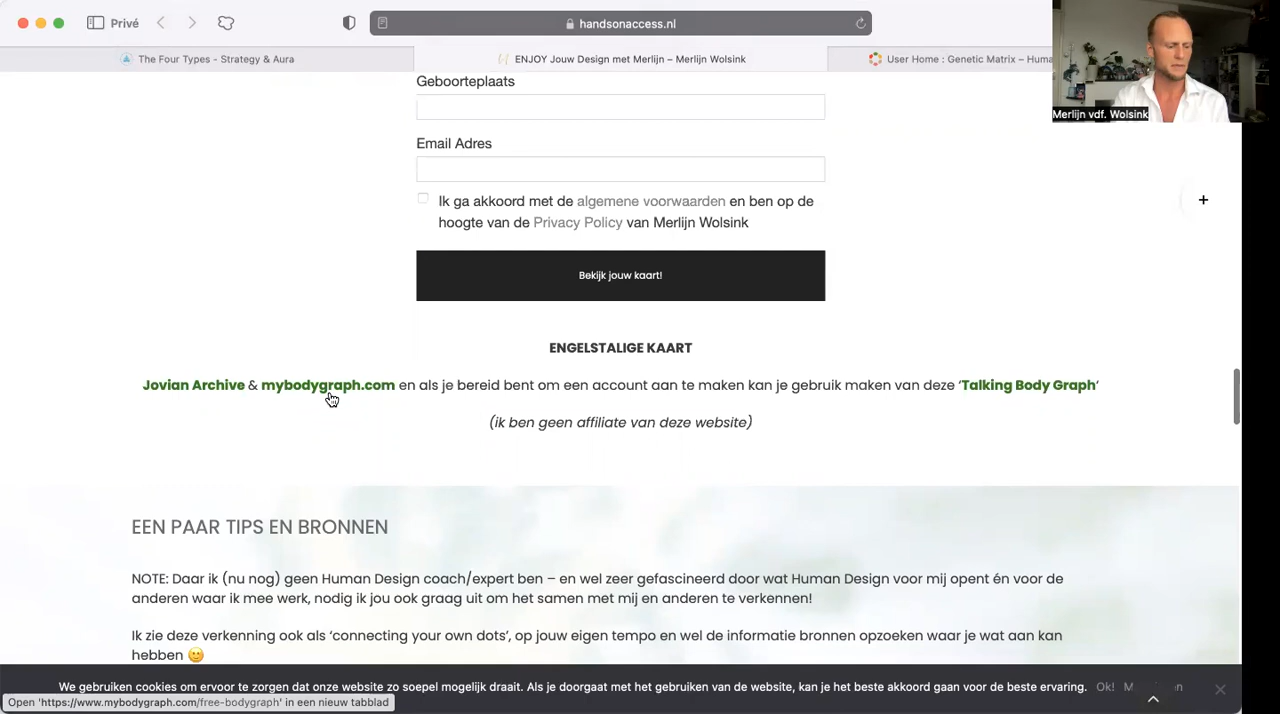 Privé
handsonaccess.nl
The Four Types - Strategy & Aura
ENJOY Jouw Design met Merlijn – Merlijn Wolsink
User Home : Genetic Matrix – Huma
Merlijn vdf. Wolsink
Geboorteplaats
Email Adres
Ik ga akkoord met de algemene voorwaarden en ben op de
hoogte van de Privacy Policy van Merlijn Wolsink
Bekijk jouw kaart!
ENGELSTALIGE KAART
Jovian Archive & mybodygraph.com en als je bereid bent om een account aan te maken kan je gebruik maken van deze ‘Talking Body Graph‘
(ik ben geen affiliate van deze website)
EEN PAAR TIPS EN BRONNEN
NOTE: Daar ik (nu nog) geen Human Design coach/expert ben – en wel zeer gefascineerd door wat Human Design voor mij opent én voor de
anderen waar ik mee werk, nodig ik jou ook graag uit om het samen met mij en anderen te verkennen!
Ik zie deze verkenning ook als ‘connecting your own dots’, op jouw eigen tempo en wel de informatie bronnen opzoeken waar je wat aan kan
hebben 🙂
We gebruiken cookies om ervoor te zorgen dat onze website zo soepel mogelijk draait. Als je doorgaat met het gebruiken van de website, kan je het beste akkoord gaan voor de beste ervaring. Ok!
Open 'https://www.mybodygraph.com/free-bodygraph' in een nieuw tabblad